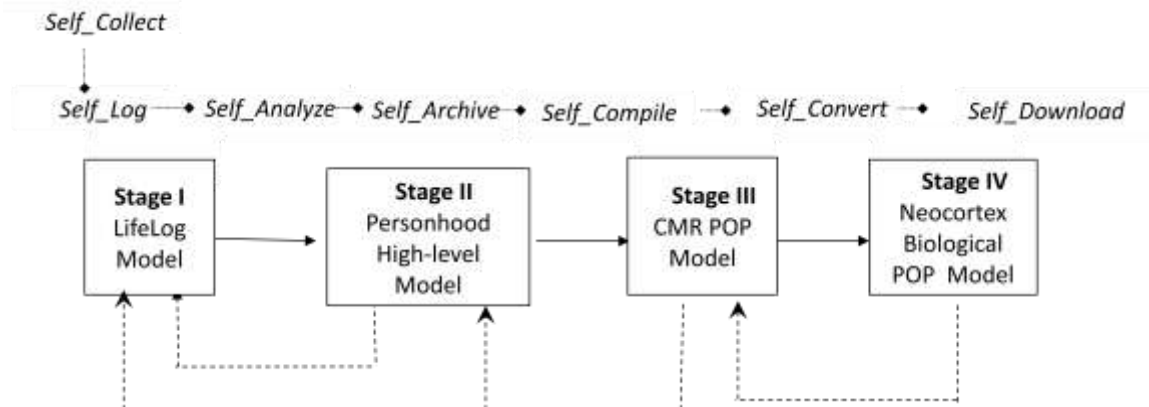 Self_Collect
Self_Log Self_Analyze Self_Archive Self_Compile Self_Convert Self_Download
Stage I
LifeLog
Model
Stage II
Personhood
High-level
Model
Stage III
CMR POP
Model
Stage IV
Neocortex
Biological
POP Model